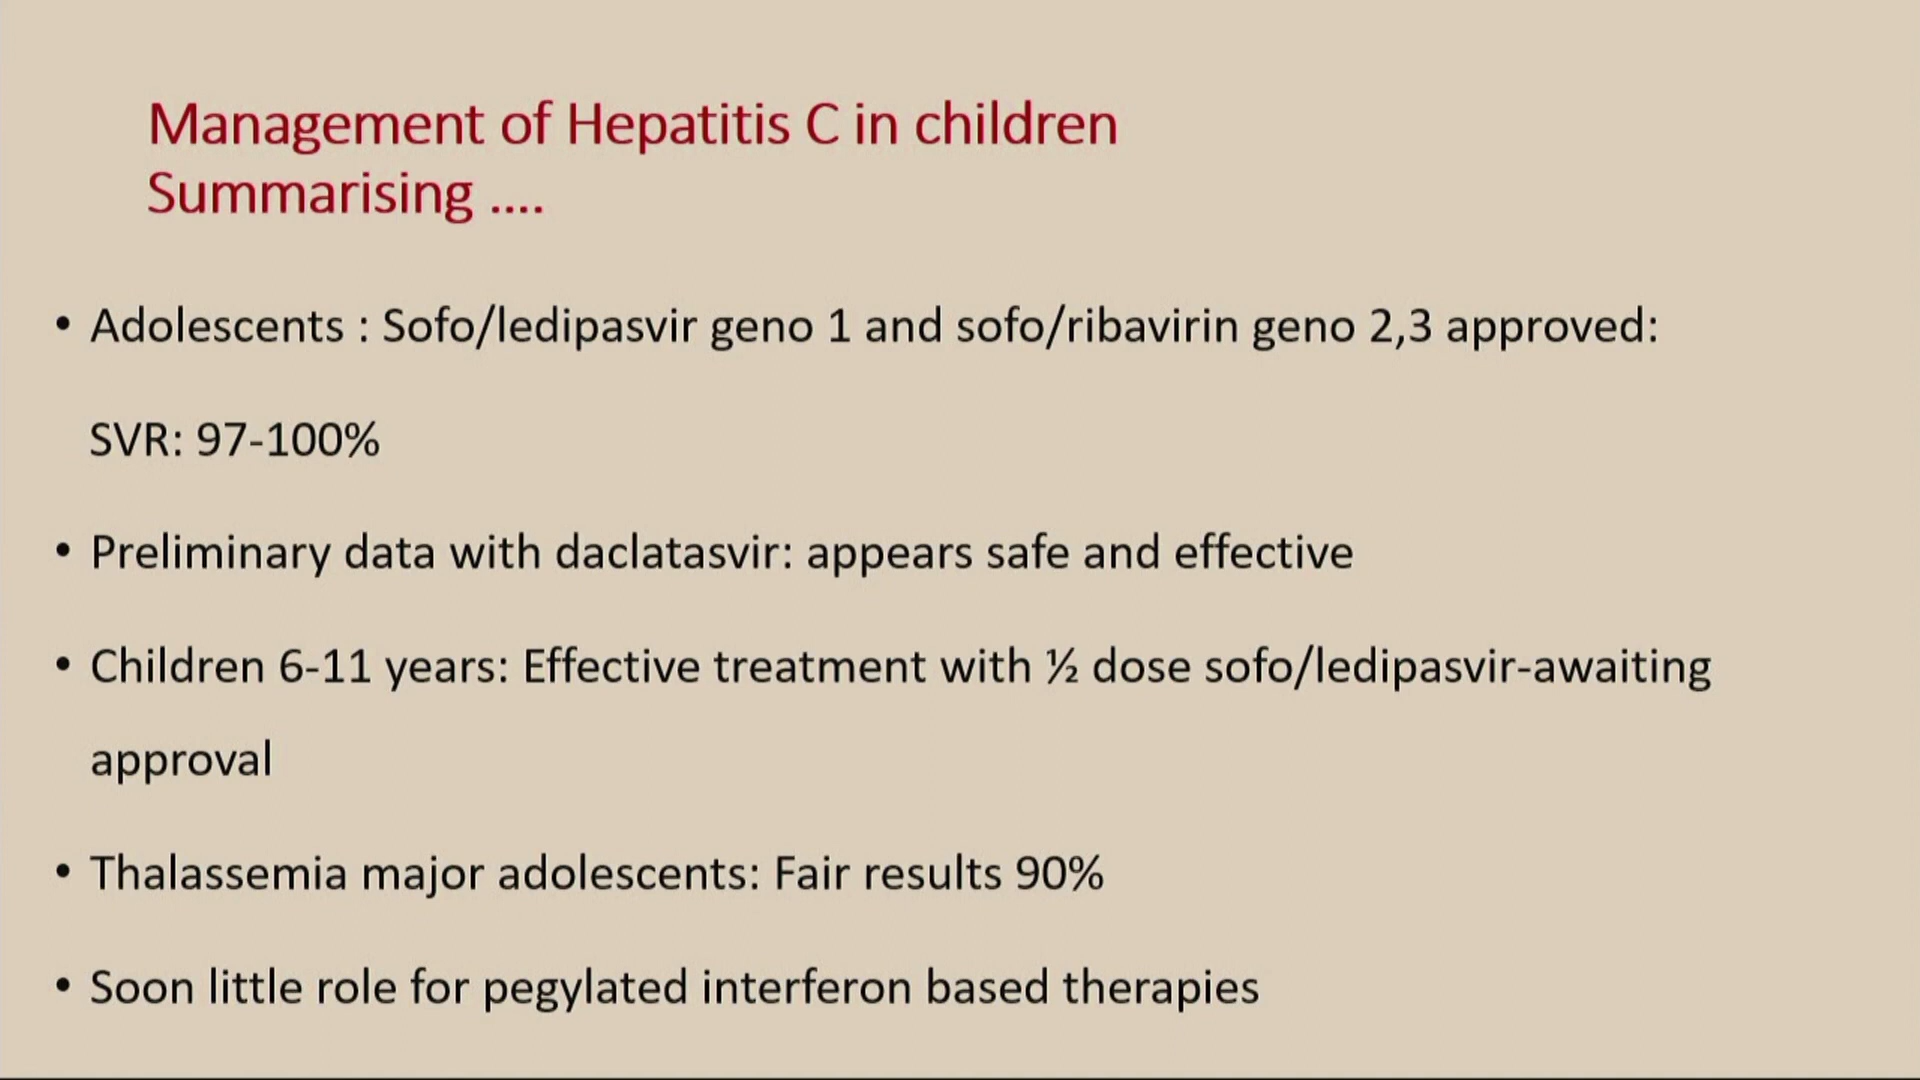 Management of Hepatitis C in children
Summarising ....
• Adolescents : Sofo/ledipasvir geno 1 and sofo/ribavirin geno 2,3 approved:
SVR: 97-100%
• Preliminary data with daclatasvir: appears safe and effective
• Children 6-11 years: Effective treatment with ½ dose sofo/ledipasvir-awaiting
approval
• Thalassemia major adolescents: Fair results 90%
• Soon little role for pegylated interferon based therapies